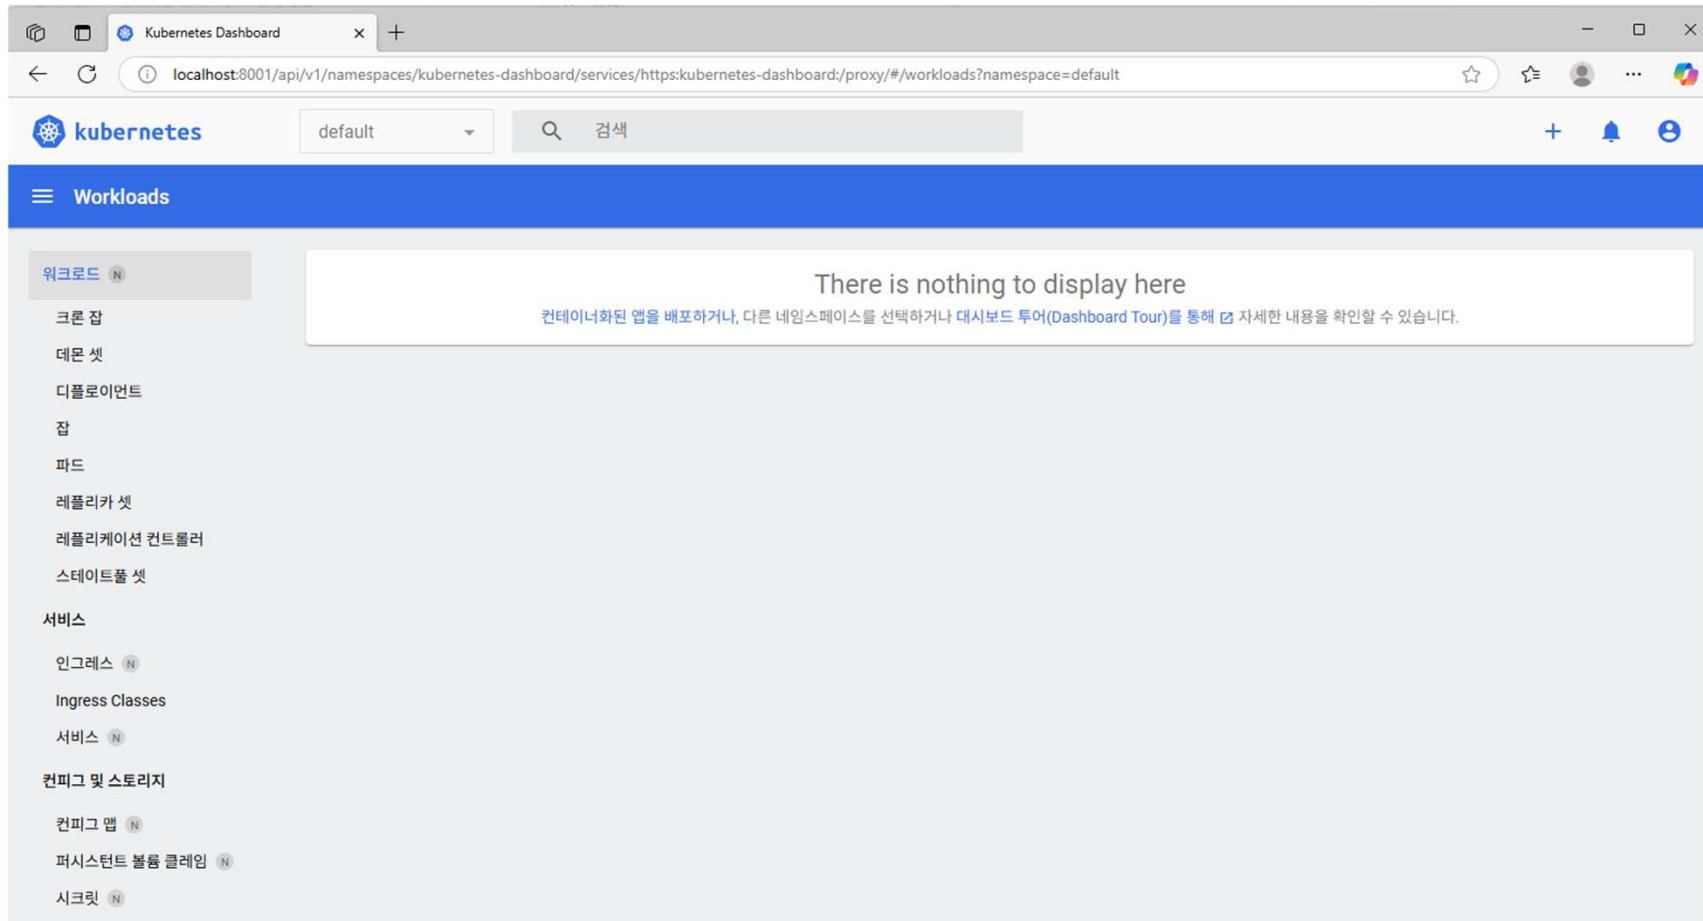 Kubernetes Dashboard
localhost:8001/api/v1/namespaces/kubernetes-dashboard/services/https:kubernetes-dashboard:/proxy/#/workloads?namespace=default
kubernetes
default
검색
Workloads
워크로드 N
크론 잡
데몬 셋
디플로이먼트
잡
파드
레플리카 셋
레플리케이션 컨트롤러
스테이트풀 셋
서비스
인그레스 N
Ingress Classes
서비스 N
컨피그 및 스토리지
컨피그 맵 N
퍼시스턴트 볼륨 클레임 N
시크릿 N
There is nothing to display here
컨테이너화된 앱을 배포하거나, 다른 네임스페이스를 선택하거나 대시보드 투어(Dashboard Tour)를 통해 자세한 내용을 확인할 수 있습니다.